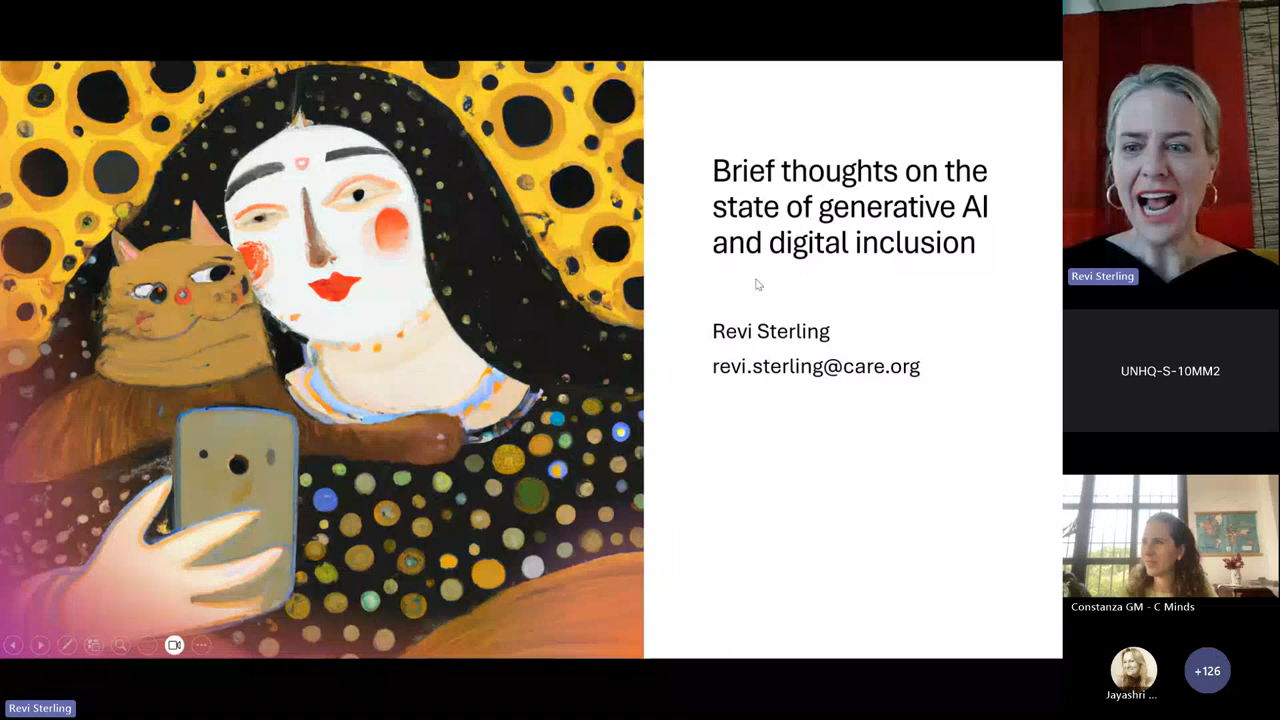 Brief thoughts on the
state of generative AI
and digital inclusion
Revi Sterling
revi.sterling@care.org
Revi Sterling
UNHQ-S-10MM2
Constanza GM - C Minds
Jayashri ...
+126
Revi Sterling